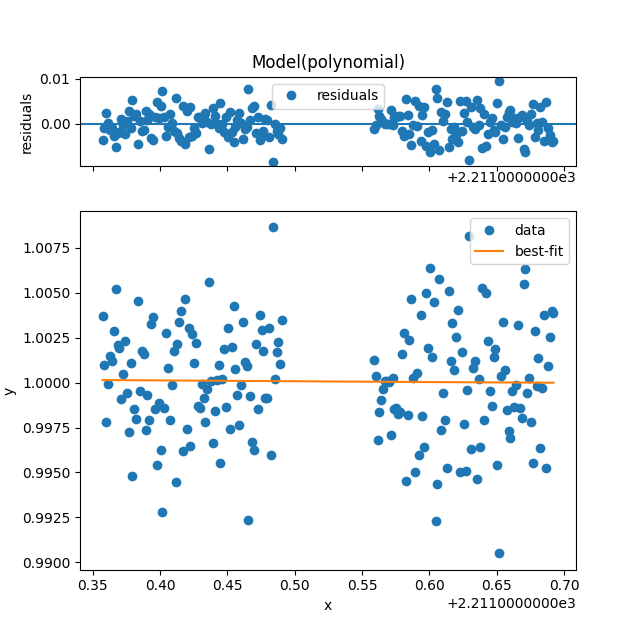 Model(polynomial)
0.01
0.00
residuals
residuals
+2.2110000000e3
1.0075
1.0050
1.0025
1.0000
0.9975
0.9950
0.9925
0.9900
y
data
best-fit
0.35 0.40 0.45 0.50 0.55 0.60 0.65 0.70
x
+2.2110000000e3